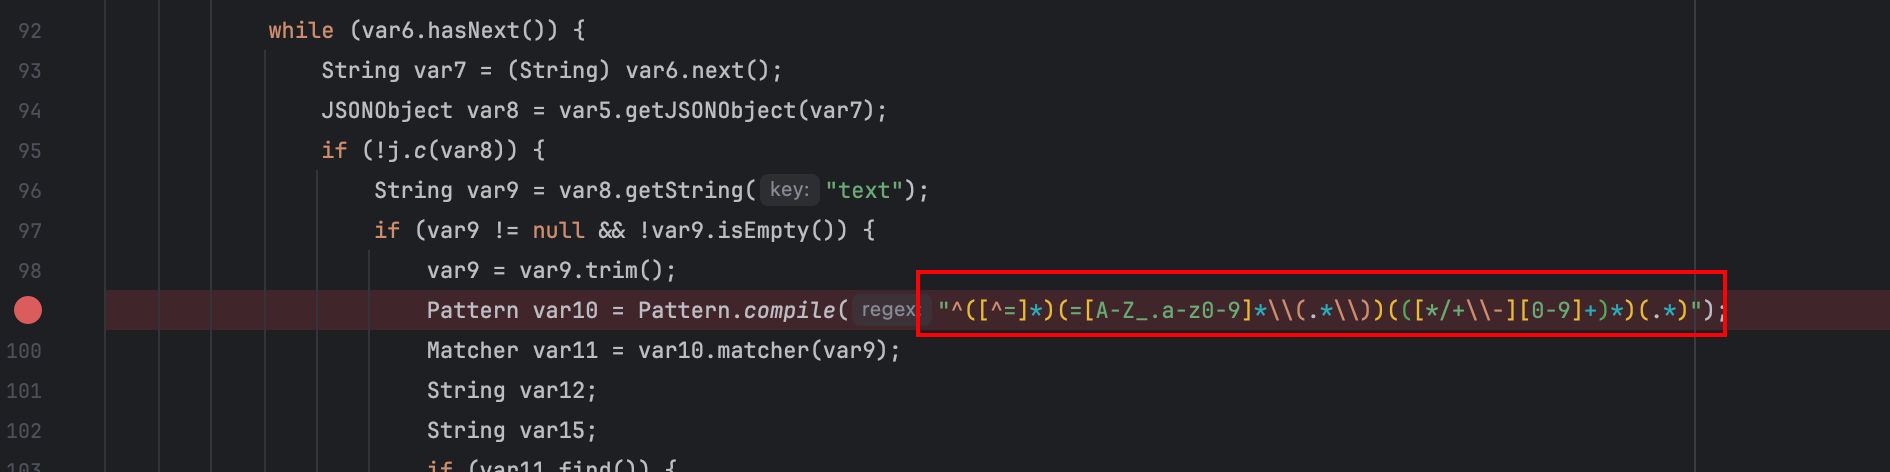 92 while (var6.hasNext()) {
93 String var7 = (String) var6.next();
94 JSONObject var8 = var5.getJSONObject(var7);
95 if (!j.c(var8)) {
96 String var9 = var8.getString( key: "text");
97 if (var9 != null && !var9.isEmpty()) {
98 var9 = var9.trim();
Pattern var10 = Pattern.compile( regex: "^([^=]*)(=[A-Z_.a-z0-9]*\\(.*\\))(([*/+\\-][0-9]+)*)(.*)");
100 Matcher var11 = var10.matcher(var9);
101 String var12;
102 String var15;
103 if (var11.find()) {